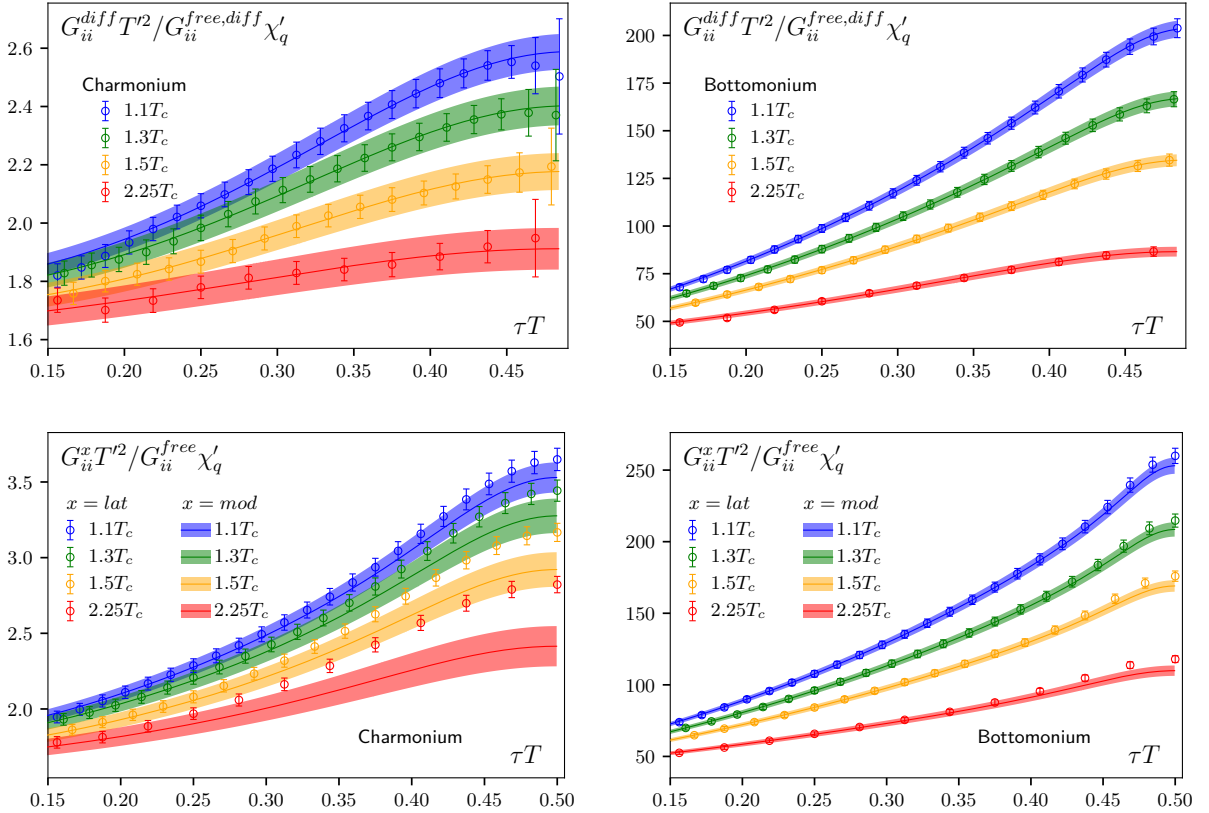 G_{ii}^{diff}T'^2/G_{ii}^{free,diff}χ'_q
Charmonium
1.1T_c
1.3T_c
1.5T_c
2.25T_c
2.6
2.4
2.2
2.0
1.8
1.6
τT
0.15 0.20 0.25 0.30 0.35 0.40 0.45
G_{ii}^{diff}T'^2/G_{ii}^{free,diff}χ'_q
Bottomonium
1.1T_c
1.3T_c
1.5T_c
2.25T_c
200
175
150
125
100
75
50
τT
0.15 0.20 0.25 0.30 0.35 0.40 0.45
G_{ii}^{x}T'^2/G_{ii}^{free}χ'_q
x = lat x = mod
1.1T_c 1.1T_c
1.3T_c 1.3T_c
1.5T_c 1.5T_c
2.25T_c 2.25T_c
3.5
3.0
2.5
2.0
Charmonium
τT
0.15 0.20 0.25 0.30 0.35 0.40 0.45 0.50
G_{ii}^{x}T'^2/G_{ii}^{free}χ'_q
x = lat x = mod
1.1T_c 1.1T_c
1.3T_c 1.3T_c
1.5T_c 1.5T_c
2.25T_c 2.25T_c
250
200
150
100
50
Bottomonium
τT
0.15 0.20 0.25 0.30 0.35 0.40 0.45 0.50